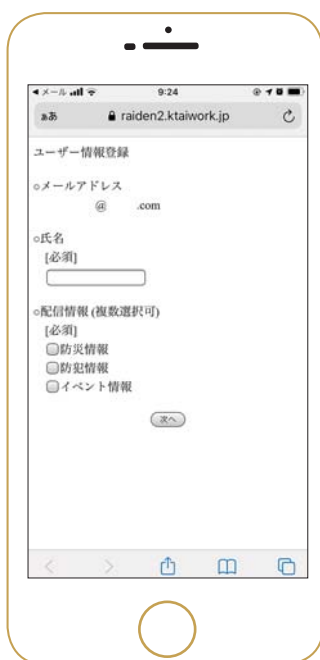 メール 9:24
ああ raiden2.ktaiwork.jp
ユーザー情報登録
○メールアドレス
@ .com
○氏名
[必須]
○配信情報(複数選択可)
[必須]
防災情報
防犯情報
イベント情報
次へ